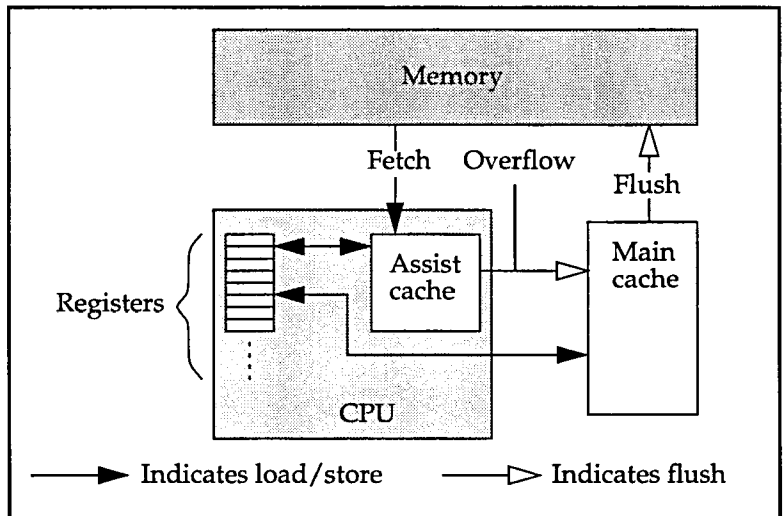 Memory
Fetch
Overflow
Flush
Assist
cache
Main
cache
Registers
CPU
Indicates load/store
Indicates flush